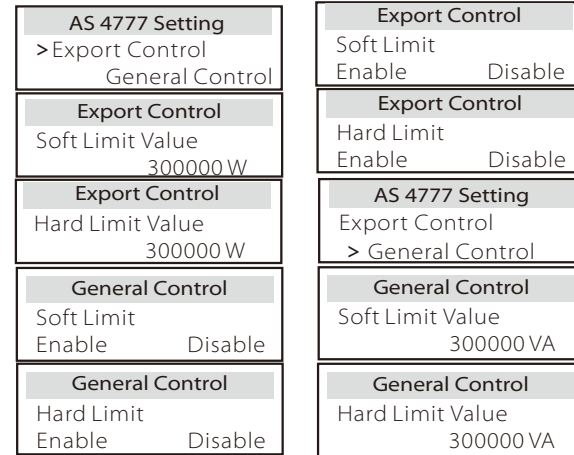 AS 4777 Setting
>Export Control
General Control
Export Control
Soft Limit
Enable Disable
Export Control
Soft Limit Value
300000 W
Export Control
Hard Limit
Enable Disable
Export Control
Hard Limit Value
300000 W
AS 4777 Setting
Export Control
> General Control
General Control
Soft Limit
Enable Disable
General Control
Soft Limit Value
300000 VA
General Control
Hard Limit
Enable Disable
General Control
Hard Limit Value
300000 VA